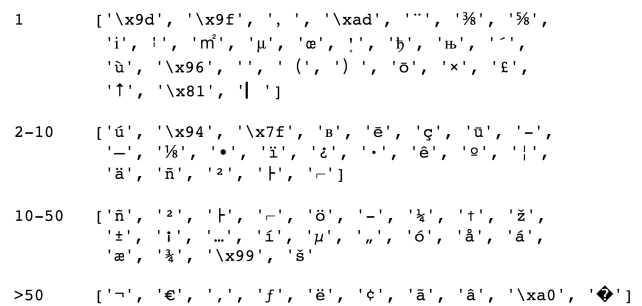 1 ['\x9d', '\x9f', '‚ ', '\xad', '¨', '⅜', '⅝',
'і', '╎', '㎡', 'µ', 'œ', '!', 'ђ', 'њ', '´',
'ù', '\x96', '', '（', '）', 'ō', '×', '£',
'↑', '\x81', '▎']
2-10 ['ú', '\x94', '\x7f', 'в', 'ē', 'ç', 'ū', '–',
'—', '⅛', '•', 'ï', '¿', '·', 'ê', 'º', '¦',
'ä', 'ñ', '²', '├', '⌐']
10-50 ['ñ', '²', '├', '⌐', 'ö', '–', '¼', '†', 'ž',
'±', '¡', '…', 'í', 'μ', '„', 'ó', 'å', 'á',
'æ', '¾', '\x99', 'š'
>50 ['¬', '€', '‚', 'ƒ', 'ë', '¢', 'ã', 'â', '\xa0', '�']